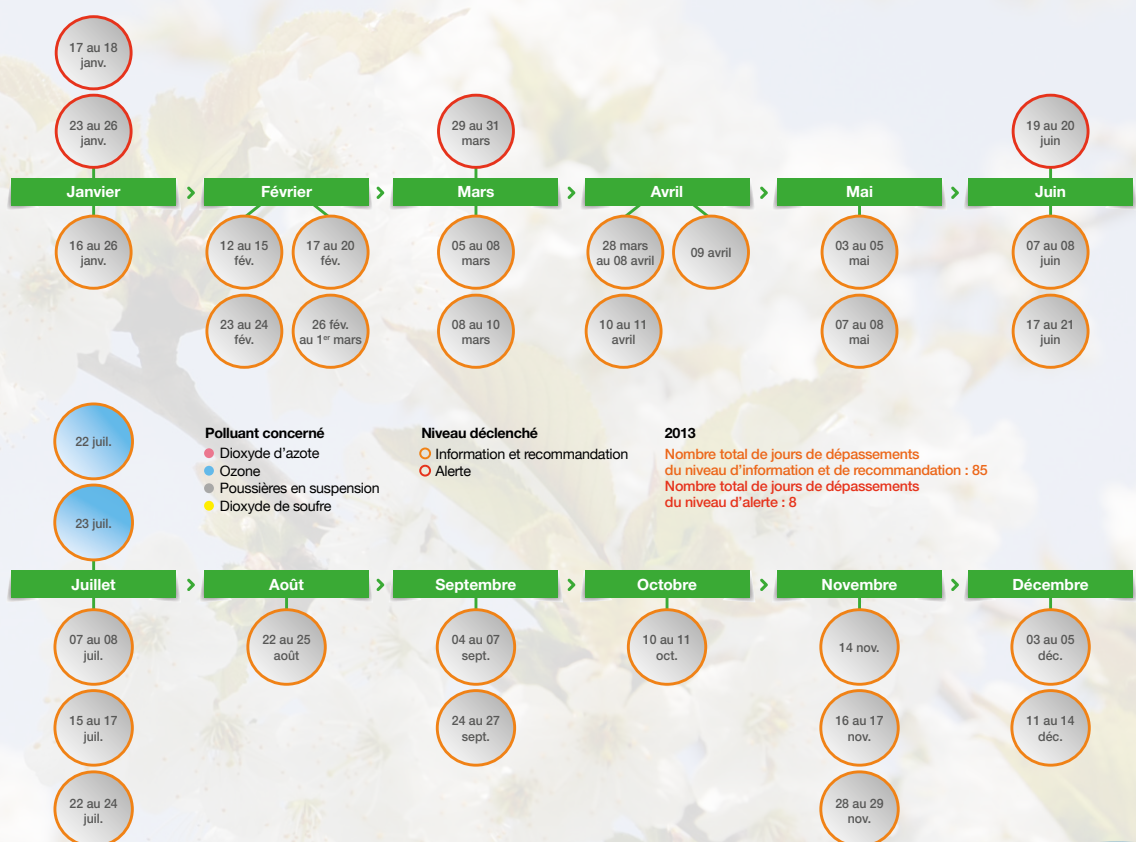 17 au 18
janv.
23 au 26
janv.
29 au 31
mars
19 au 20
juin
Janvier
Février
Mars
Avril
Mai
Juin
16 au 26
janv.
12 au 15
fév.
17 au 20
fév.
05 au 08
mars
28 mars
au 08 avril
09 avril
03 au 05
mai
07 au 08
juin
23 au 24
fév.
26 fév.
au 1er mars
08 au 10
mars
10 au 11
avril
07 au 08
mai
17 au 21
juin
22 juil.
23 juil.
Polluant concerné
Dioxyde d'azote
Ozone
Poussières en suspension
Dioxyde de soufre
Niveau déclenché
Information et recommandation
Alerte
2013
Nombre total de jours de dépassements
du niveau d'information et de recommandation : 85
Nombre total de jours de dépassements
du niveau d'alerte : 8
Juillet
Août
Septembre
Octobre
Novembre
Décembre
07 au 08
juil.
22 au 25
août
04 au 07
sept.
10 au 11
oct.
14 nov.
03 au 05
déc.
15 au 17
juil.
24 au 27
sept.
16 au 17
nov.
11 au 14
déc.
22 au 24
juil.
28 au 29
nov.